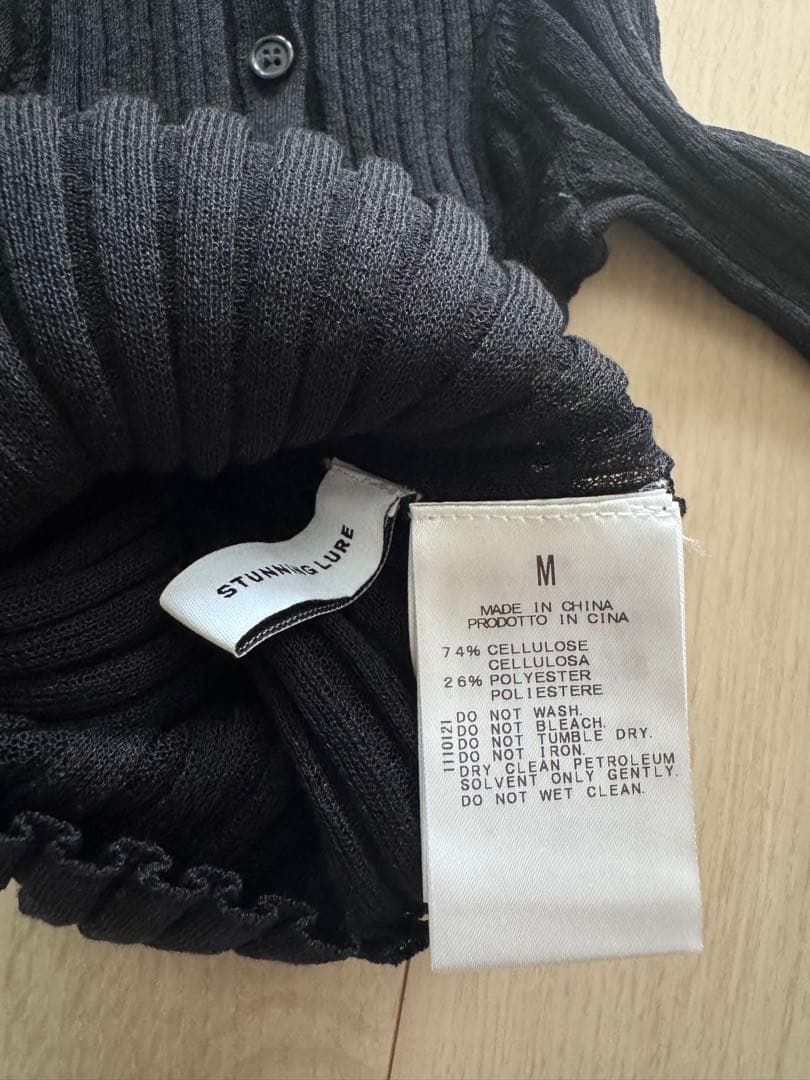 STUNNING LURE
M
MADE IN CHINA
PRODOTTO IN CINA
74% CELLULOSE
CELLULOSA
26% POLYESTER
POLIESTERE
1110121
DO NOT WASH.
DO NOT BLEACH.
DO NOT TUMBLE DRY.
DO NOT IRON.
DRY CLEAN PETROLEUM
SOLVENT ONLY GENTLY.
DO NOT WET CLEAN.